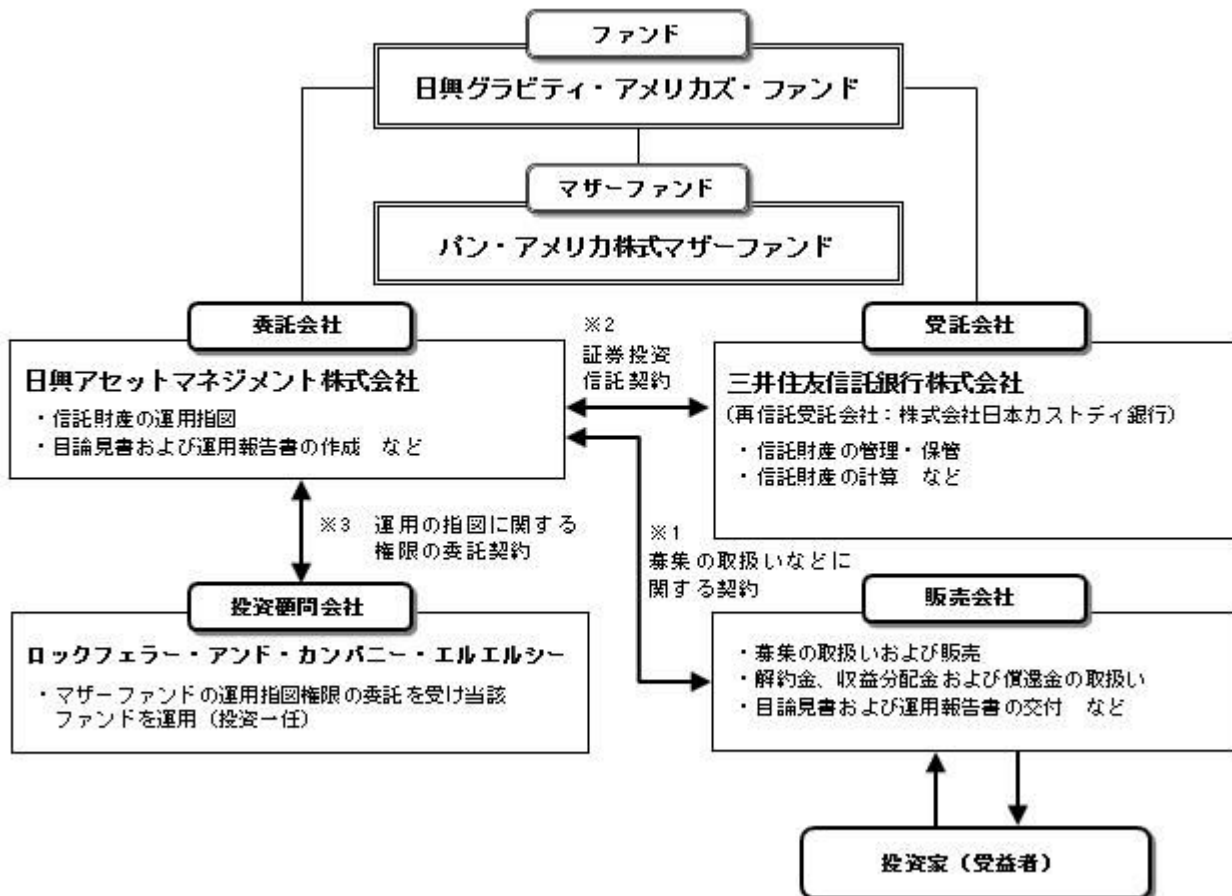 ファンド
日興グラビティ・アメリカズ・ファンド
マザーファンド
パン・アメリカ株式マザーファンド
委託会社
日興アセットマネジメント株式会社
・信託財産の運用指図
・目論見書および運用報告書の作成 など
※2
証券投資
信託契約
受託会社
三井住友信託銀行株式会社
(再信託受託会社：株式会社日本カストディ銀行)
・信託財産の管理・保管
・信託財産の計算 など
※3 運用の指図に関する
権限の委託契約
※1
募集の取扱いなどに
関する契約
投資顧問会社
ロックフェラー・アンド・カンパニー・エルエルシー
・マザーファンドの運用指図権限の委託を受け当該
ファンドを運用（投資一任）
販売会社
・募集の取扱いおよび販売
・解約金、収益分配金および償還金の取扱い
・目論見書および運用報告書の交付 など
投資家（受益者）